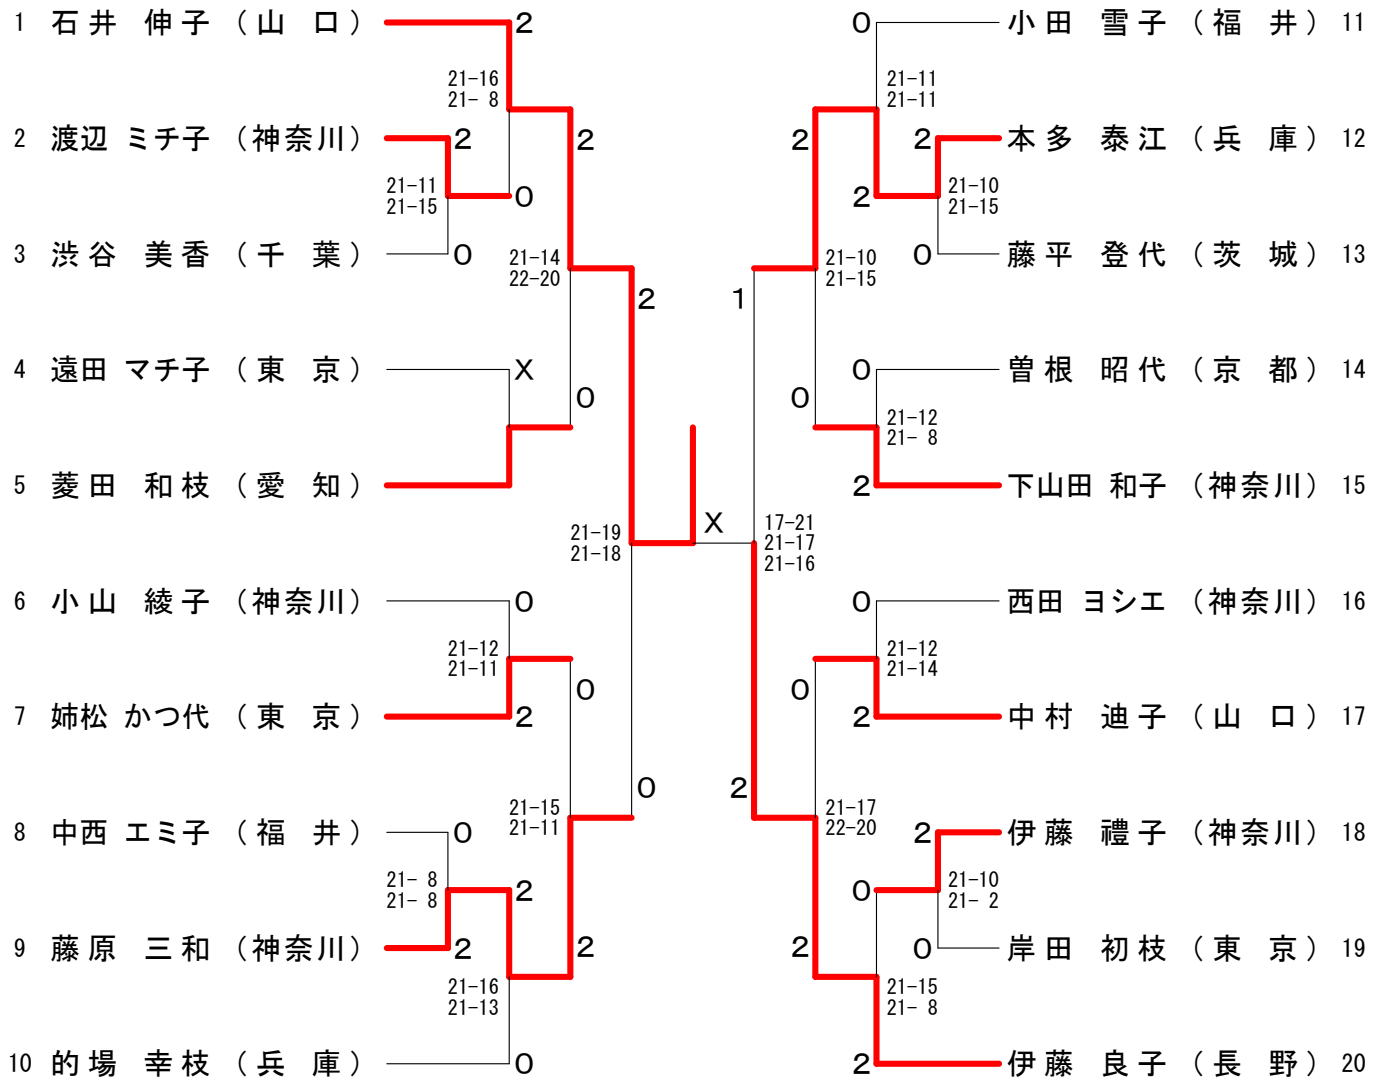 1 石井 伸子 (山 口) 2
0 小田 雪子 (福 井) 11
21-16
21- 8
21-11
21-11
2 渡辺 ミチ子 (神奈川) 2 2
2 2 本多 泰江 (兵 庫) 12
21-11
21-15 0
2 21-10
21-15
3 渋谷 美香 (千 葉) 0
21-14
22-20
21-10
21-15
0 藤平 登代 (茨 城) 13
2 1
4 遠田 マチ子 (東 京) X
0 曽根 昭代 (京 都) 14
0 0
21-12
21- 8
5 菱田 和枝 (愛 知)
2 下山田 和子 (神奈川) 15
21-19
21-18
X
17-21
21-17
21-16
6 小山 綾子 (神奈川) 0
0 西田 ヨシエ (神奈川) 16
21-12
21-11
21-12
21-14
0 0
7 姉松 かつ代 (東 京) 2
2 中村 迪子 (山 口) 17
0 2
21-15
21-11
21-17
22-20
8 中西 エミ子 (福 井) 0
2 伊藤 禮子 (神奈川) 18
21- 8
21- 8 2
0 21-10
21- 2
9 藤原 三和 (神奈川) 2 2
2 0 岸田 初枝 (東 京) 19
21-16
21-13
21-15
21- 8
10 的場 幸枝 (兵 庫) 0
2 伊藤 良子 (長 野) 20